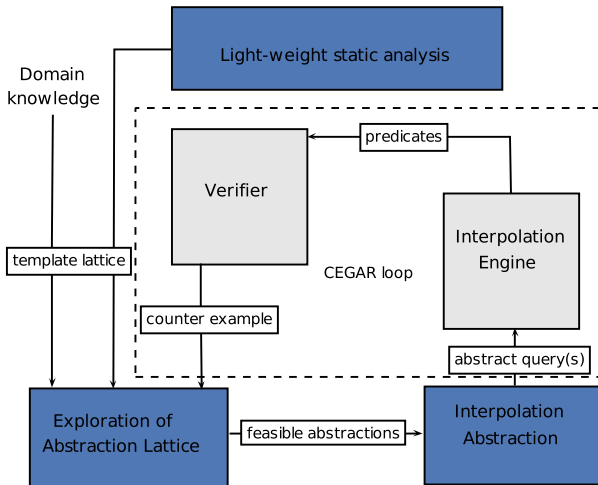 Light-weight static analysis
Domain
knowledge
predicates
Verifier
Interpolation
Engine
template lattice
CEGAR loop
counter example
abstract query(s)
Exploration of
Abstraction Lattice
feasible abstractions
Interpolation
Abstraction